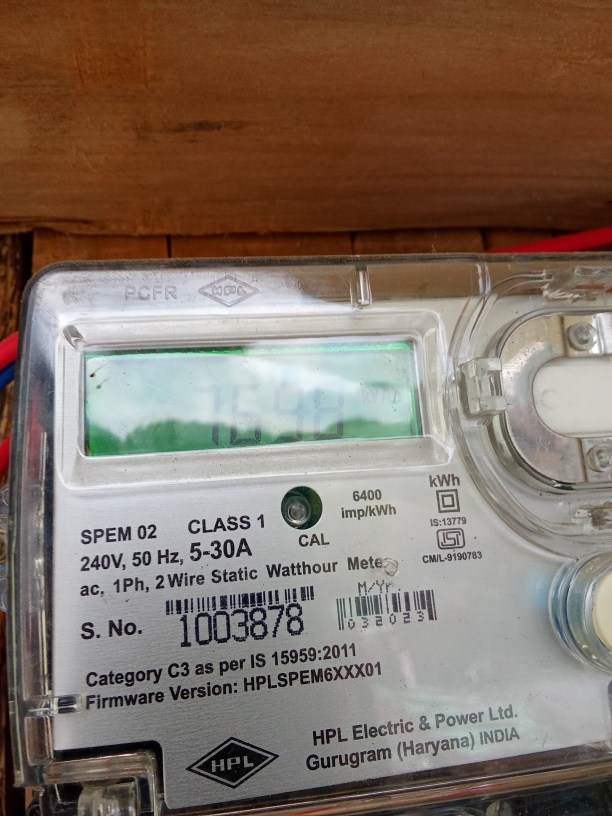 PCFR HPL
kWh
6400
imp/kWh
kWh
IS:13779
SPEM 02 CLASS 1
CAL
240V, 50 Hz, 5-30A
CM/L-9190783
ac, 1Ph, 2 Wire Static Watthour Meter
M/Yr.
S. No. 1003878
032023
Category C3 as per IS 15959:2011
Firmware Version: HPLSPEM6XXX01
HPL
HPL Electric & Power Ltd.
Gurugram (Haryana) INDIA